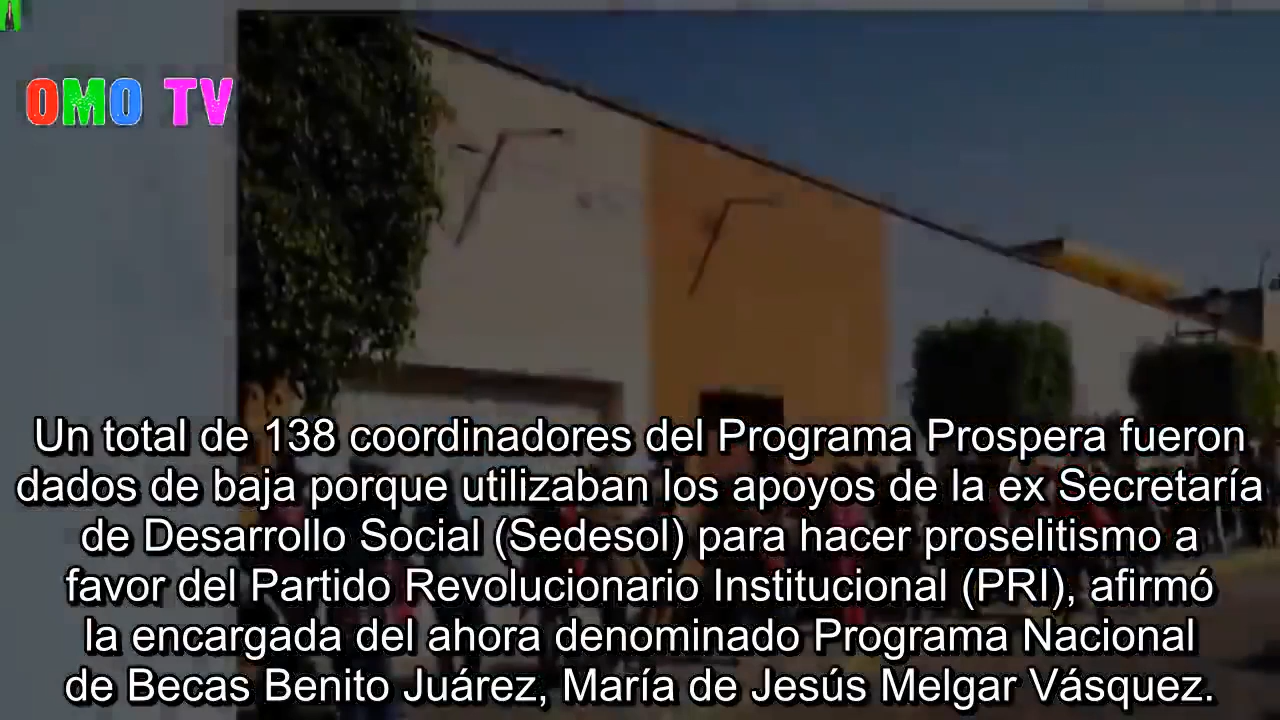 OMO TV
Un total de 138 coordinadores del Programa Prospera fueron
dados de baja porque utilizaban los apoyos de la ex Secretaría
de Desarrollo Social (Sedesol) para hacer proselitismo a
favor del Partido Revolucionario Institucional (PRI), afirmó
la encargada del ahora denominado Programa Nacional
de Becas Benito Juárez, María de Jesús Melgar Vásquez.